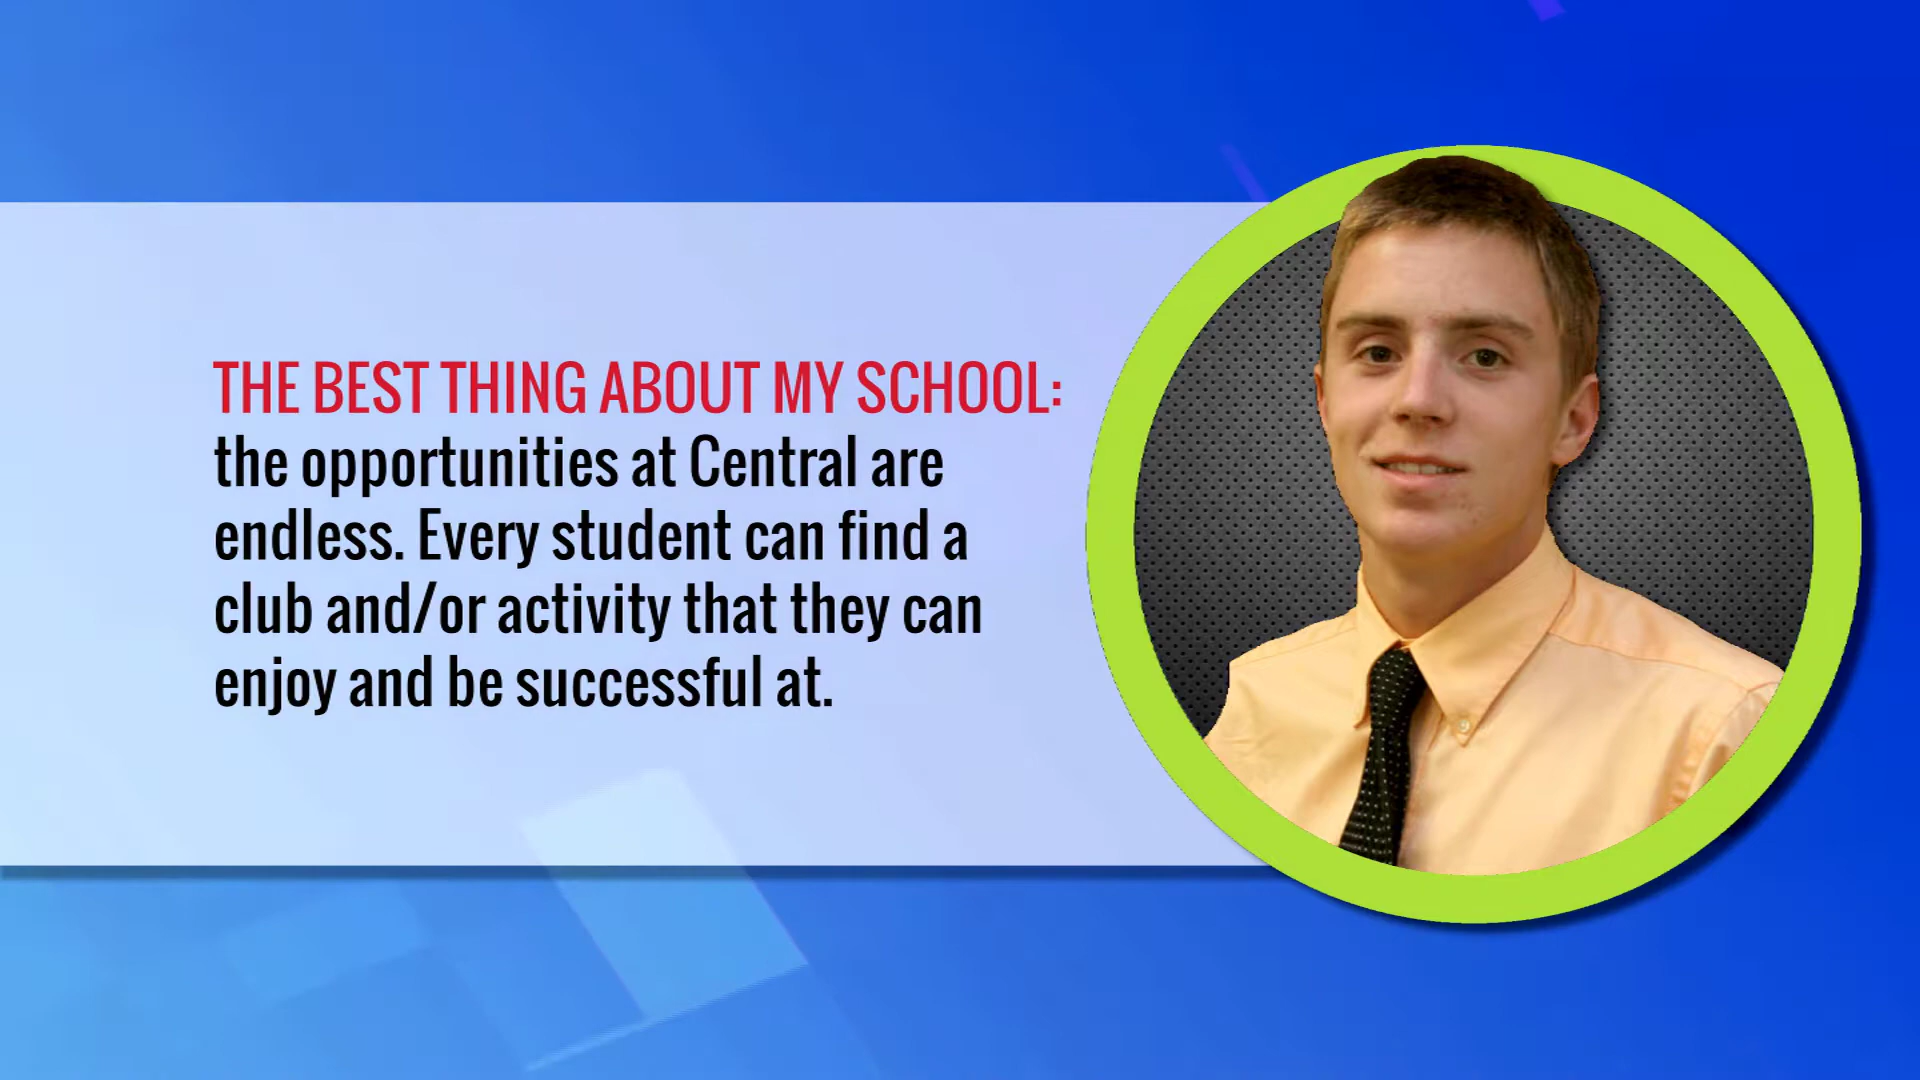 THE BEST THING ABOUT MY SCHOOL:
the opportunities at Central are
endless. Every student can find a
club and/or activity that they can
enjoy and be successful at.